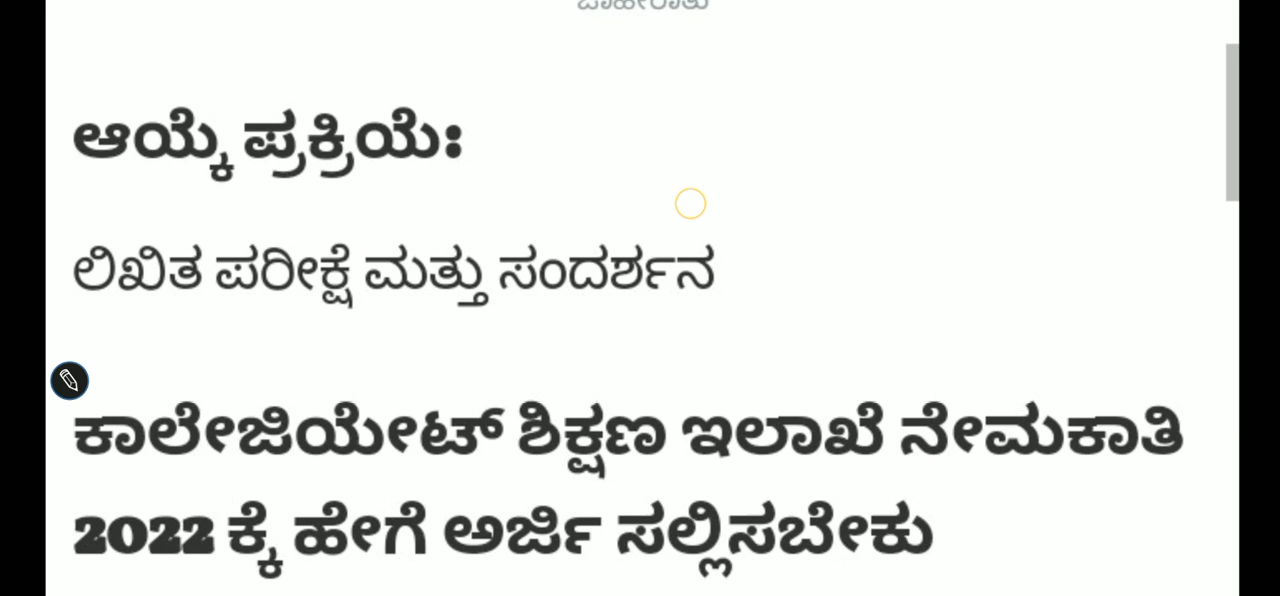 ಜಾಹೀರಾತು
ಆಯ್ಕೆ ಪ್ರಕ್ರಿಯೆಃ
ಲಿಖಿತ ಪರೀಕ್ಷೆ ಮತ್ತು ಸಂದರ್ಶನ
ಕಾಲೇಜಿಯೇಟ್ ಶಿಕ್ಷಣ ಇಲಾಖೆ ನೇಮಕಾತಿ
2022 ಕ್ಕೆ ಹೇಗೆ ಅರ್ಜಿ ಸಲ್ಲಿಸಬೇಕು